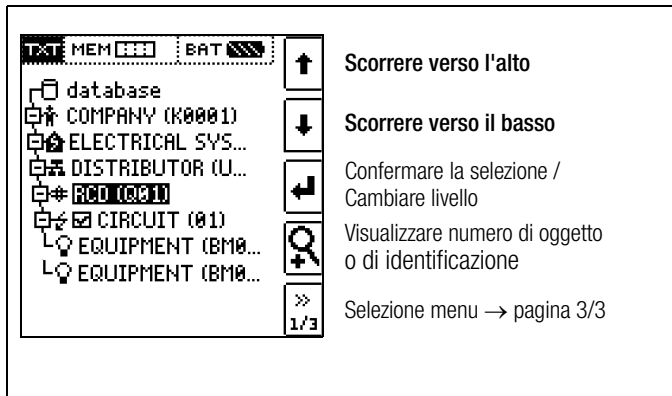 TXT MEM BAT
database
COMPANY (K0001)
ELECTRICAL SYS...
DISTRIBUTOR (U...
RCD (Q01)
CIRCUIT (01)
EQUIPMENT (BM0...
EQUIPMENT (BM0...
>>
1/3
Scorrere verso l'alto
Scorrere verso il basso
Confermare la selezione /
Cambiare livello
Visualizzare numero di oggetto
o di identificazione
Selezione menu → pagina 3/3